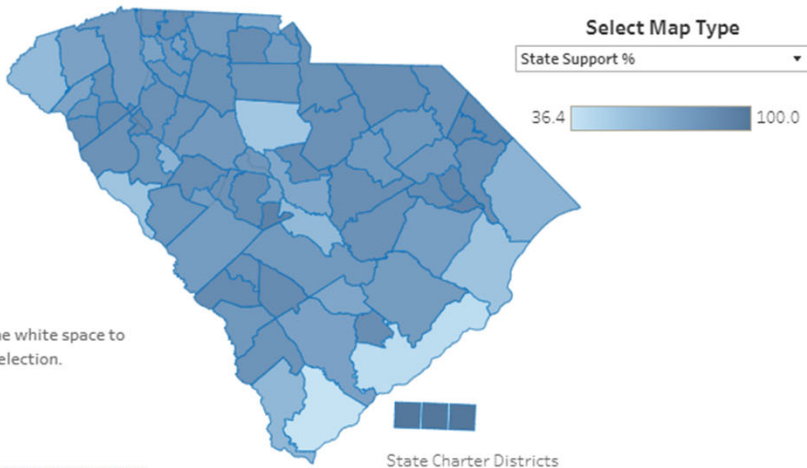 Select Map Type
State Support %
36.4
100.0
e white space to
election.
State Charter Districts